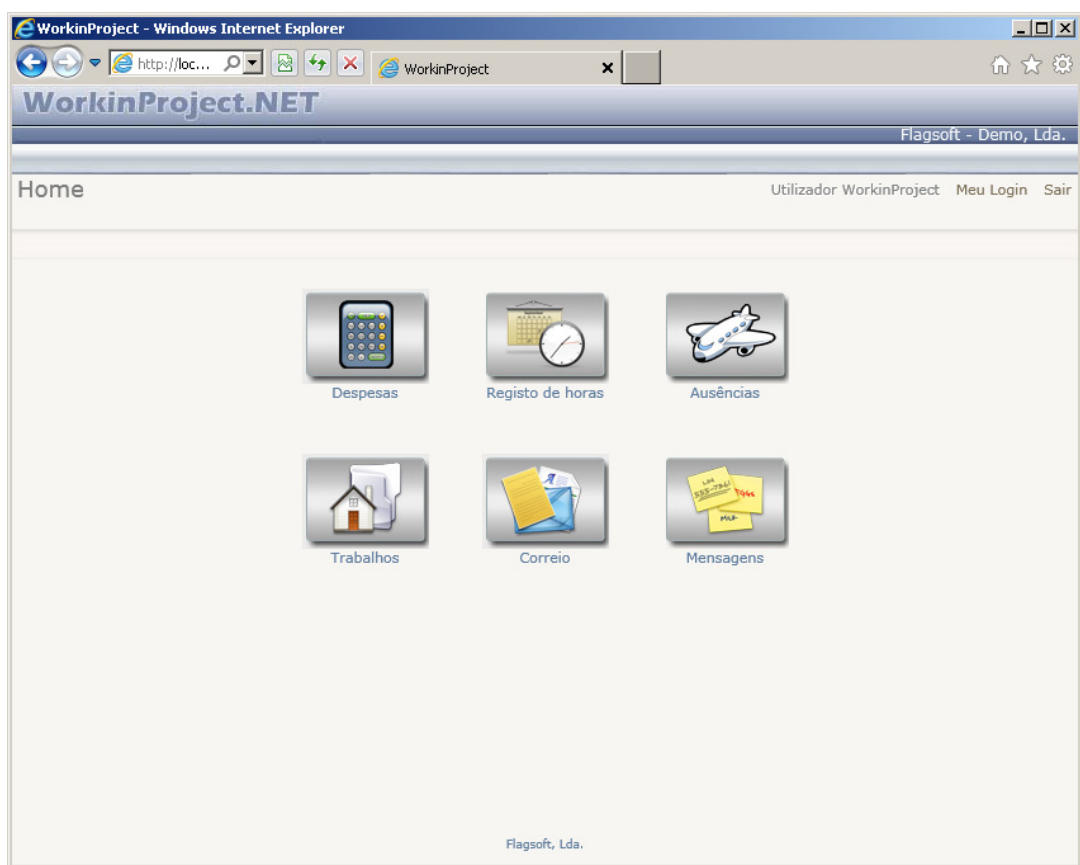 WorkinProject - Windows Internet Explorer
http://loc... WorkinProject
WorkinProject.NET
Flagsoft - Demo, Lda.
Home Utilizador WorkinProject Meu Login Sair
Despesas Registo de horas Ausências
Trabalhos Correio Mensagens
Flagsoft, Lda.